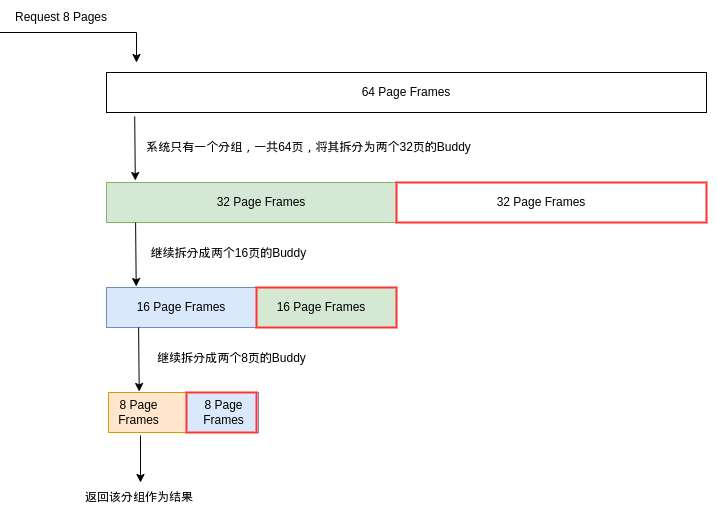 Request 8 Pages
64 Page Frames
系统只有一个分组，一共64页，将其拆分为两个32页的Buddy
32 Page Frames
32 Page Frames
继续拆分成两个16页的Buddy
16 Page Frames
16 Page Frames
继续拆分成两个8页的Buddy
8 Page
Frames
8 Page
Frames
返回该分组作为结果